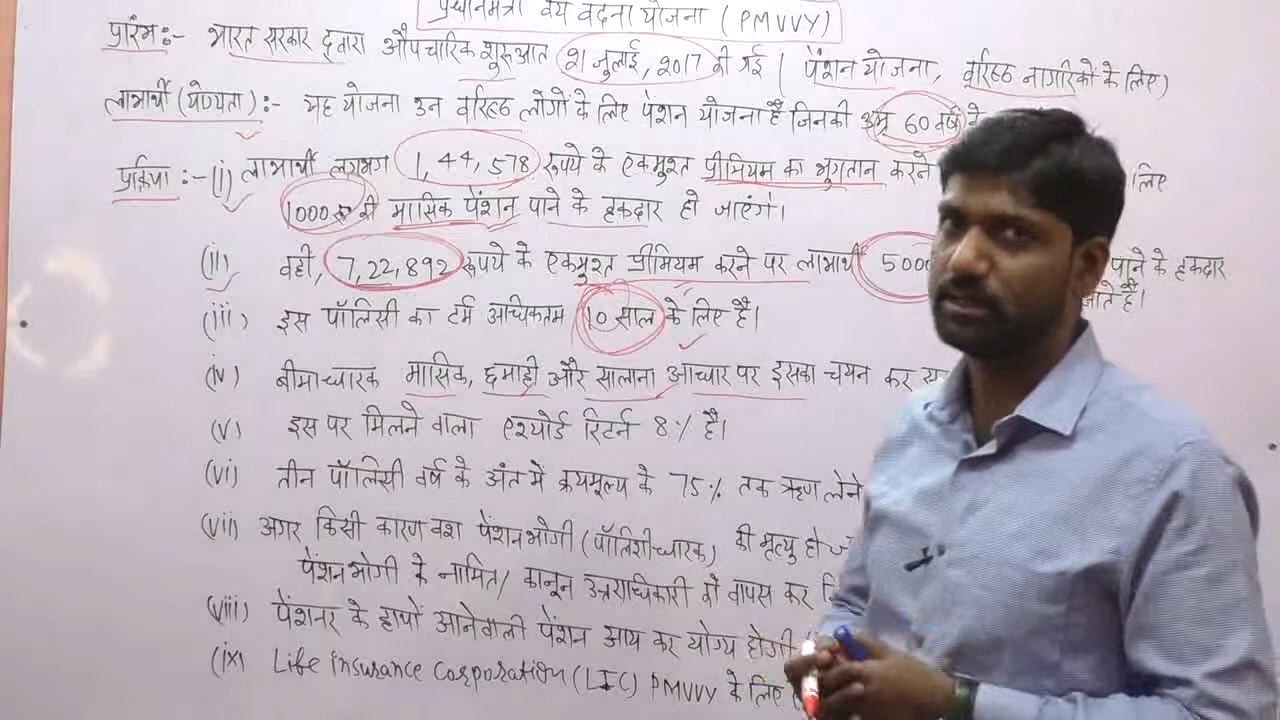 प्रधानमंत्री वय वंदना योजना (PMVVY)
प्रारंभ :- भारत सरकार द्वारा औपचारिक शुरुआत 21 जुलाई, 2017 की गई ( पेंशन योजना, वरिष्ठ नागरिकों के लिए)
लाभार्थी (योग्यता) :- यह योजना उन वरिष्ठ लोगों के लिए पेंशन योजना है जिनकी उम्र 60 वर्ष
प्रक्रिया :- (i) लाभार्थी लगभग 1,44,578 रूपये के एकमुश्त प्रीमियम का भुगतान करने लिए
1000 रु की मासिक पेंशन पाने के हकदार हो जाएंगे।
(ii) वही, 7,22,892 रूपये के एकमुश्त प्रीमियम करने पर लाभार्थी 5000 पाने के हकदार
जाते है।
(iii) इस पॉलिसी का टर्म अधिकतम 10 साल के लिए है।
(iv) बीमाधारक मासिक, छमाही और सालाना आधार पर इसका चयन कर
(v) इस पर मिलने वाला एश्योर्ड रिटर्न 8% है।
(vi) तीन पॉलिसी वर्ष के अंत में क्रयमूल्य के 75% तक ऋण लेने
(vii) अगर किसी कारण वश पेंशनभोगी (पॉलिशीधारक) की मृत्यु हो
पेंशनभोगी के नामित/ कानून उत्तराधिकारी को वापस कर
(viii) पेंशनर के हाथों आनेवाली पेंशन आय कर योग्य होगी
(ix) Life insurance Corporation (LIC) PMVVY के लिए